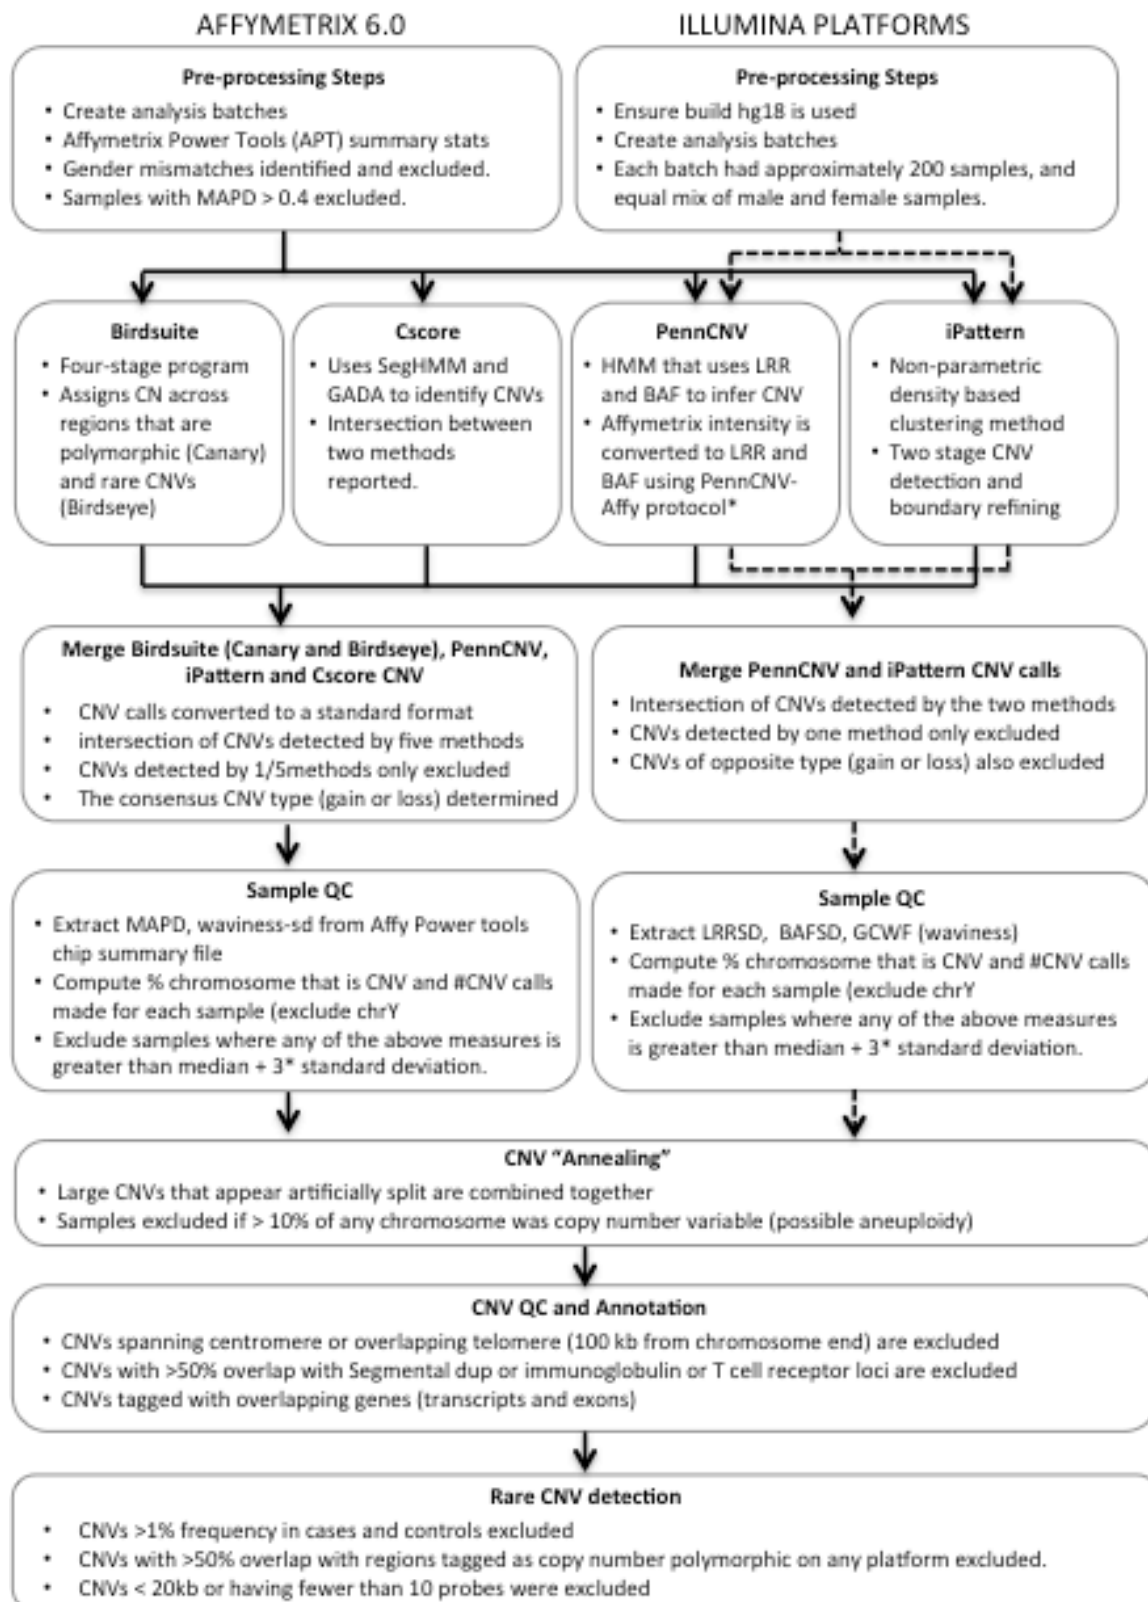 AFFYMETRIX 6.0
ILLUMINA PLATFORMS
Pre-processing Steps
• Create analysis batches
• Affymetrix Power Tools (APT) summary stats
• Gender mismatches identified and excluded.
• Samples with MAPD > 0.4 excluded.
Pre-processing Steps
• Ensure build hg18 is used
• Create analysis batches
• Each batch had approximately 200 samples, and
equal mix of male and female samples.
Birdsuite
• Four-stage program
• Assigns CN across
regions that are
polymorphic (Canary)
and rare CNVs
(Birdseye)
Cscore
• Uses SegHMM and
GADA to identify CNVs
• Intersection between
two methods
reported.
PennCNV
• HMM that uses LRR
and BAF to infer CNV
• Affymetrix intensity is
converted to LRR and
BAF using PennCNV-
Affy protocol*
iPattern
• Non-parametric
density based
clustering method
• Two stage CNV
detection and
boundary refining
Merge Birdsuite (Canary and Birdseye), PennCNV,
iPattern and Cscore CNV
• CNV calls converted to a standard format
• intersection of CNVs detected by five methods
• CNVs detected by 1/5methods only excluded
• The consensus CNV type (gain or loss) determined
Merge PennCNV and iPattern CNV calls
• Intersection of CNVs detected by the two methods
• CNVs detected by one method only excluded
• CNVs of opposite type (gain or loss) also excluded
Sample QC
• Extract MAPD, waviness-sd from Affy Power tools
chip summary file
• Compute % chromosome that is CNV and #CNV calls
made for each sample (exclude chrY
• Exclude samples where any of the above measures is
greater than median + 3* standard deviation.
Sample QC
• Extract LRRSD, BAFSD, GCWF (waviness)
• Compute % chromosome that is CNV and #CNV calls
made for each sample (exclude chrY
• Exclude samples where any of the above measures
is greater than median + 3* standard deviation.
CNV “Annealing”
• Large CNVs that appear artificially split are combined together
• Samples excluded if > 10% of any chromosome was copy number variable (possible aneuploidy)
CNV QC and Annotation
• CNVs spanning centromere or overlapping telomere (100 kb from chromosome end) are excluded
• CNVs with >50% overlap with Segmental dup or immunoglobulin or T cell receptor loci are excluded
• CNVs tagged with overlapping genes (transcripts and exons)
Rare CNV detection
• CNVs >1% frequency in cases and controls excluded
• CNVs with >50% overlap with regions tagged as copy number polymorphic on any platform excluded.
• CNVs < 20kb or having fewer than 10 probes were excluded